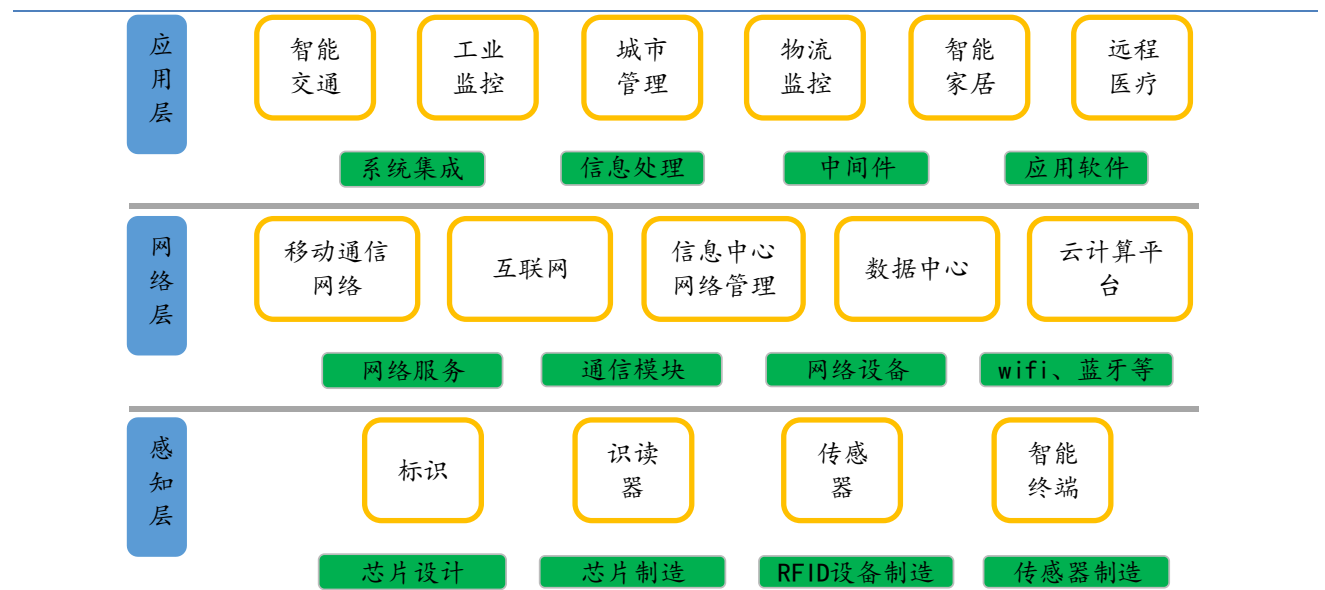 应
用
层
智能
交通
工业
监控
城市
管理
物流
监控
智能
家居
远程
医疗
系统集成
信息处理
中间件
应用软件
网
络
层
移动通信
网络
互联网
信息中心
网络管理
数据中心
云计算平
台
网络服务
通信模块
网络设备
wifi、蓝牙等
感
知
层
标识
识读
器
传感
器
智能
终端
芯片设计
芯片制造
RFID设备制造
传感器制造